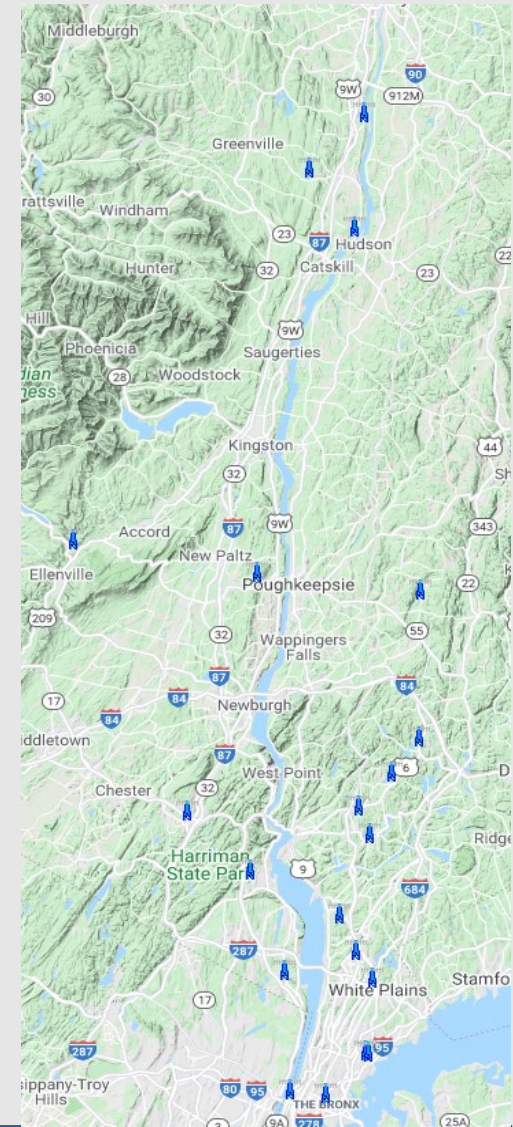 Middleburgh
90
9W
30
912M
Greenville
rattsville
Windham
23
87
Hudson
22
Catskill
Hunter
32
23
Hill
9W
Phoenicia
Saugerties
dian
ness
28
Woodstock
Kingston
44
32
Sh
9W
343
87
Accord
New Paltz
Ellenville
Poughkeepsie
22
209
32
55
Wappingers
Falls
87
84
84
17
Newburgh
84
iddletown
87
6
West Point
D
Chester
32
Ridge
Harriman
State Par
9
684
287
17
White Plains
Stamfo
287
95
sippany-Troy
Hills
80
95
THE BRONX
3
9A
278
25A